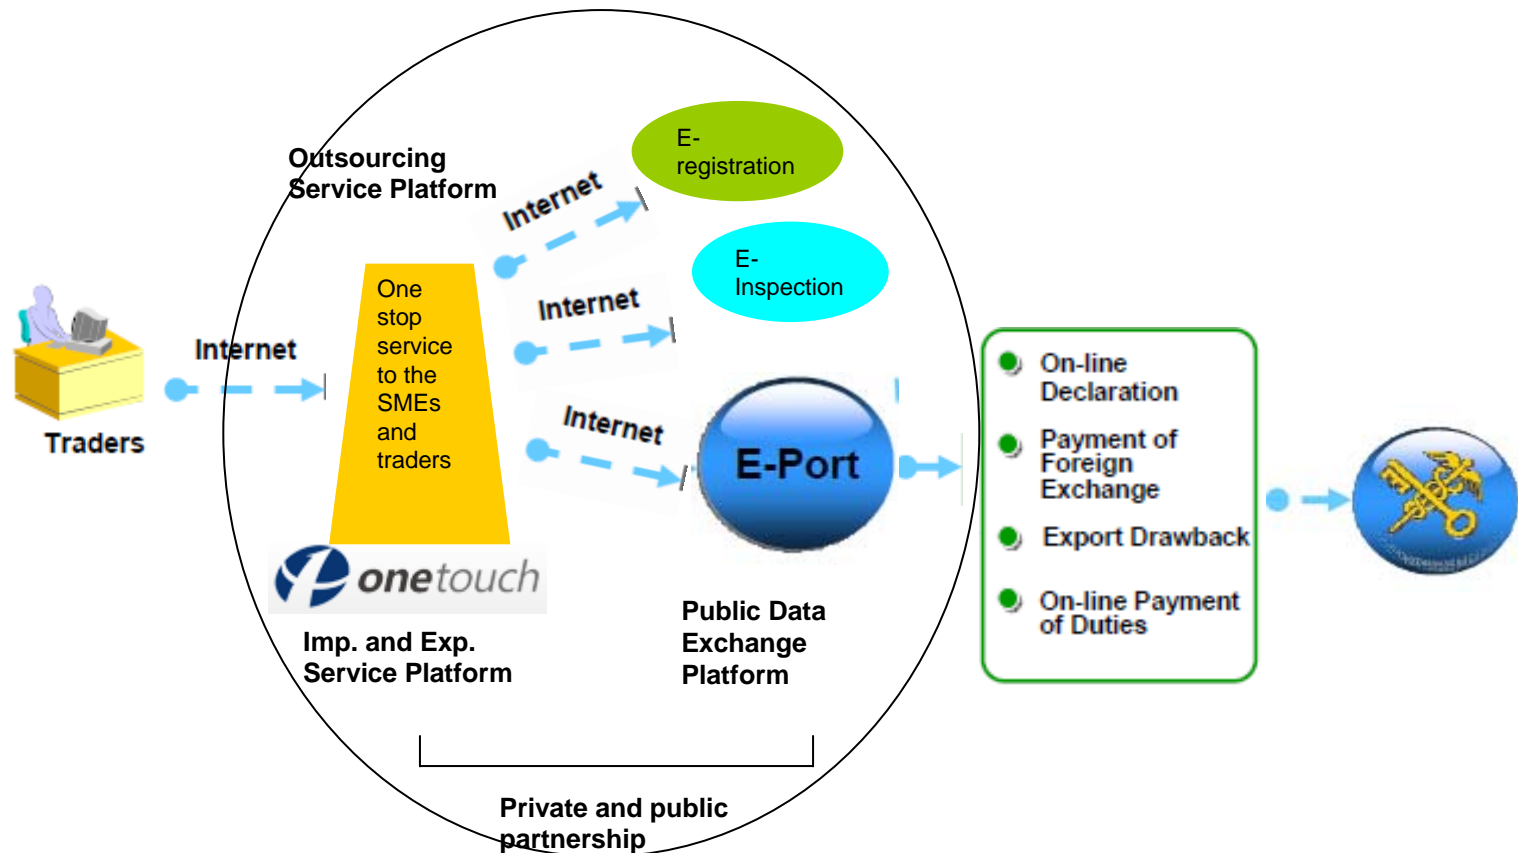 Outsourcing
Service Platform
E-
registration
Internet
E-
Inspection
Internet
One
stop
service
to the
SMEs
and
traders
Internet
Traders
Internet
E-Port
On-line
Declaration
Payment of
Foreign
Exchange
Export Drawback
On-line Payment
of Duties
onetouch
Imp. and Exp.
Service Platform
Public Data
Exchange
Platform
Private and public
partnership